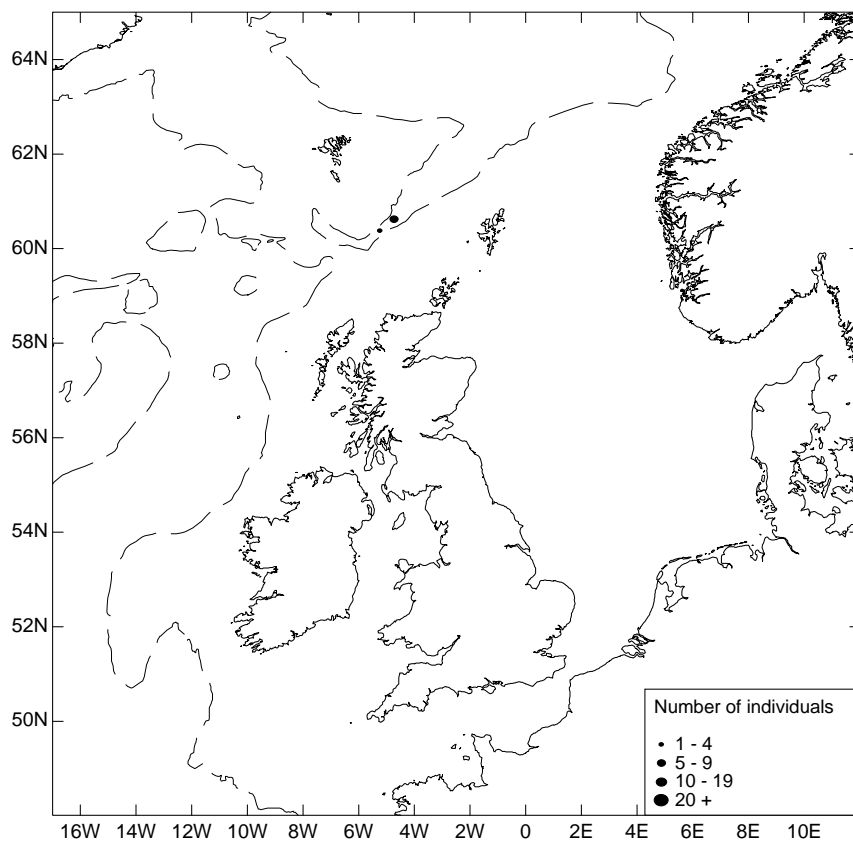 64N
62N
60N
58N
56N
54N
52N
50N
Number of individuals
1 - 4
5 - 9
10 - 19
20 +
16W 14W 12W 10W 8W 6W 4W 2W 0 2E 4E 6E 8E 10E